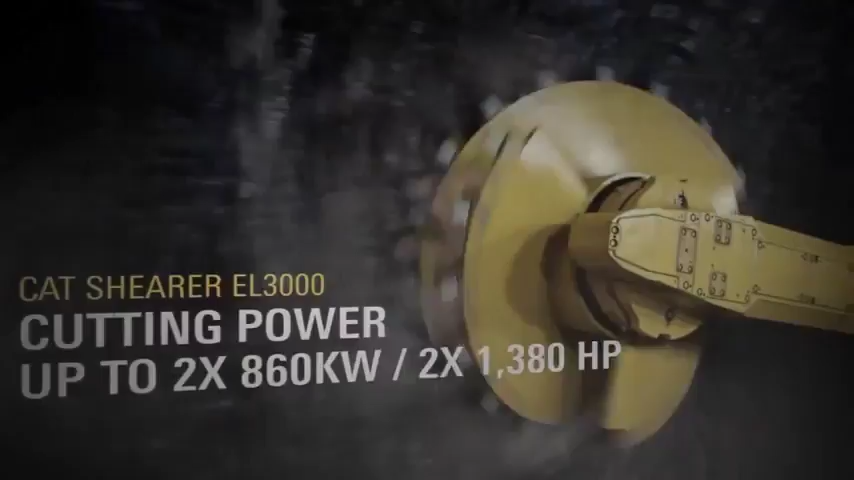 CAT SHEARER EL3000
CUTTING POWER
UP TO 2X 860KW / 2X 1,380 HP